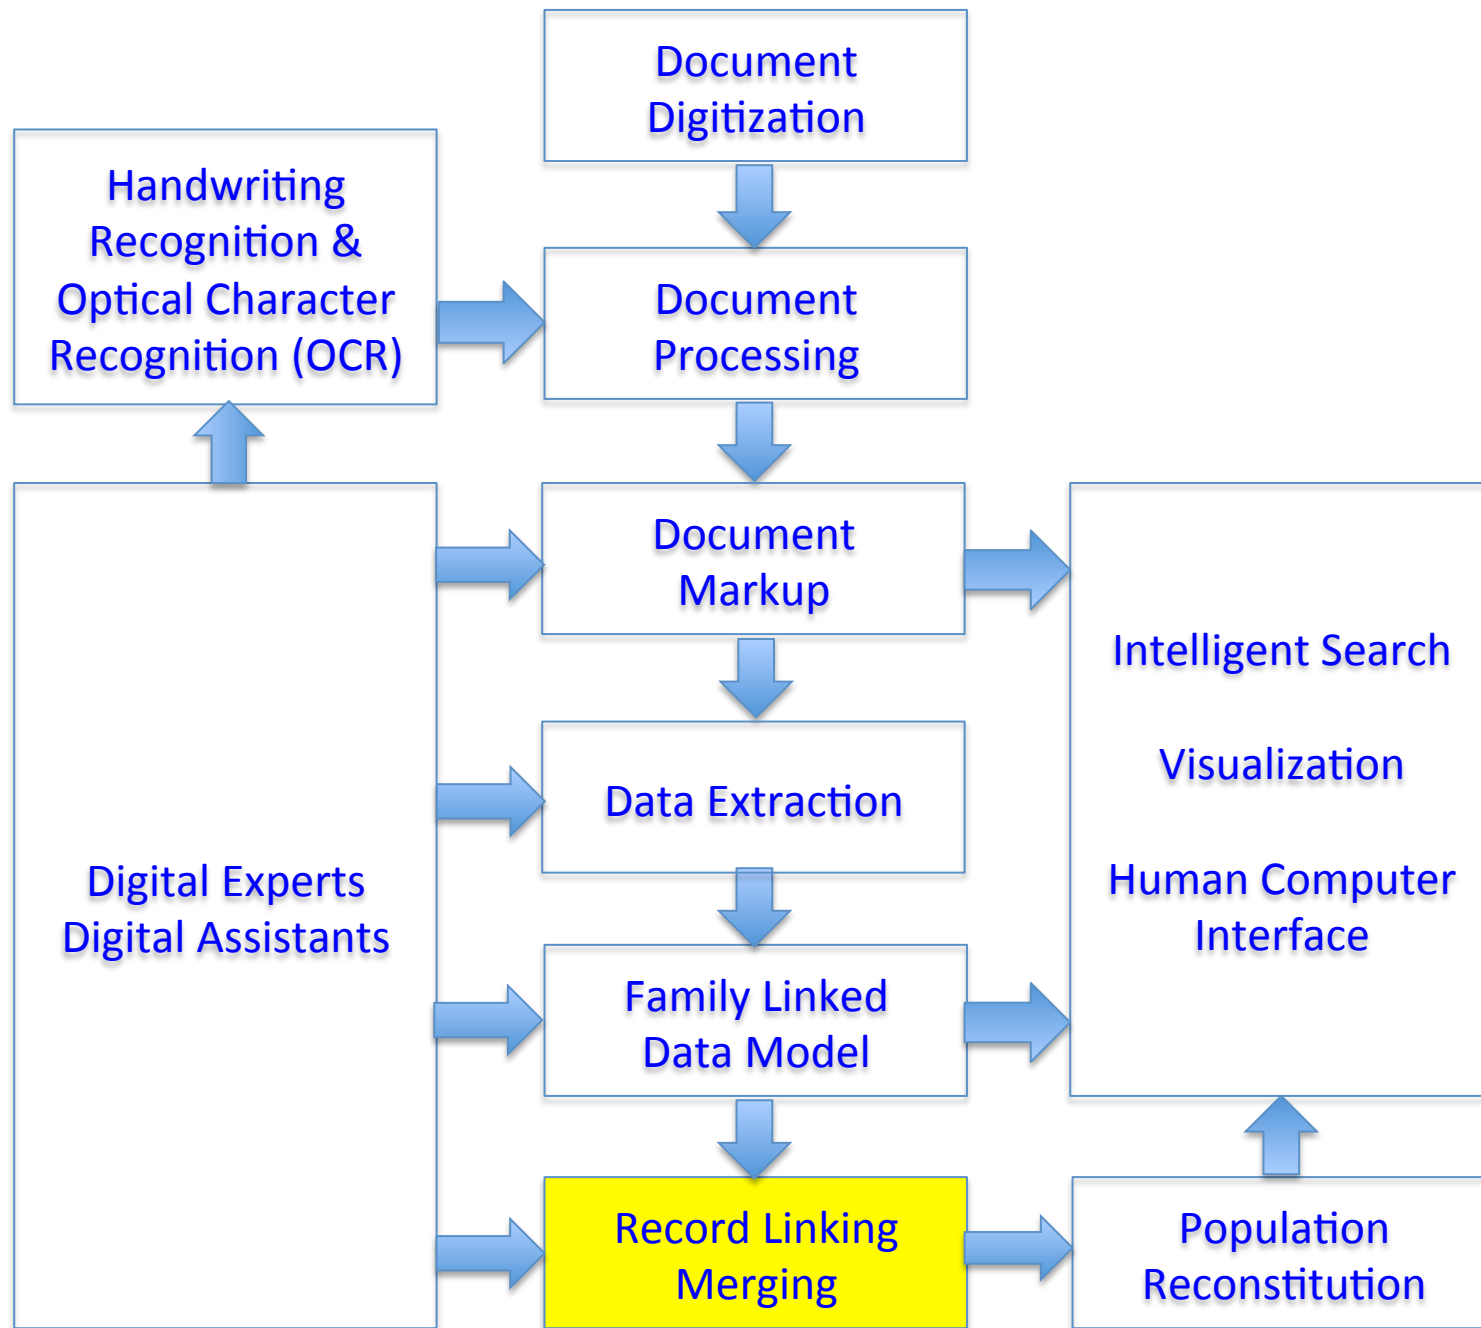 Document
Digitization
Handwriting
Recognition &
Optical Character
Recognition (OCR)
Document
Processing
Document
Markup
Intelligent Search
Visualization
Human Computer
Interface
Data Extraction
Digital Experts
Digital Assistants
Family Linked
Data Model
Record Linking
Merging
Population
Reconstitution